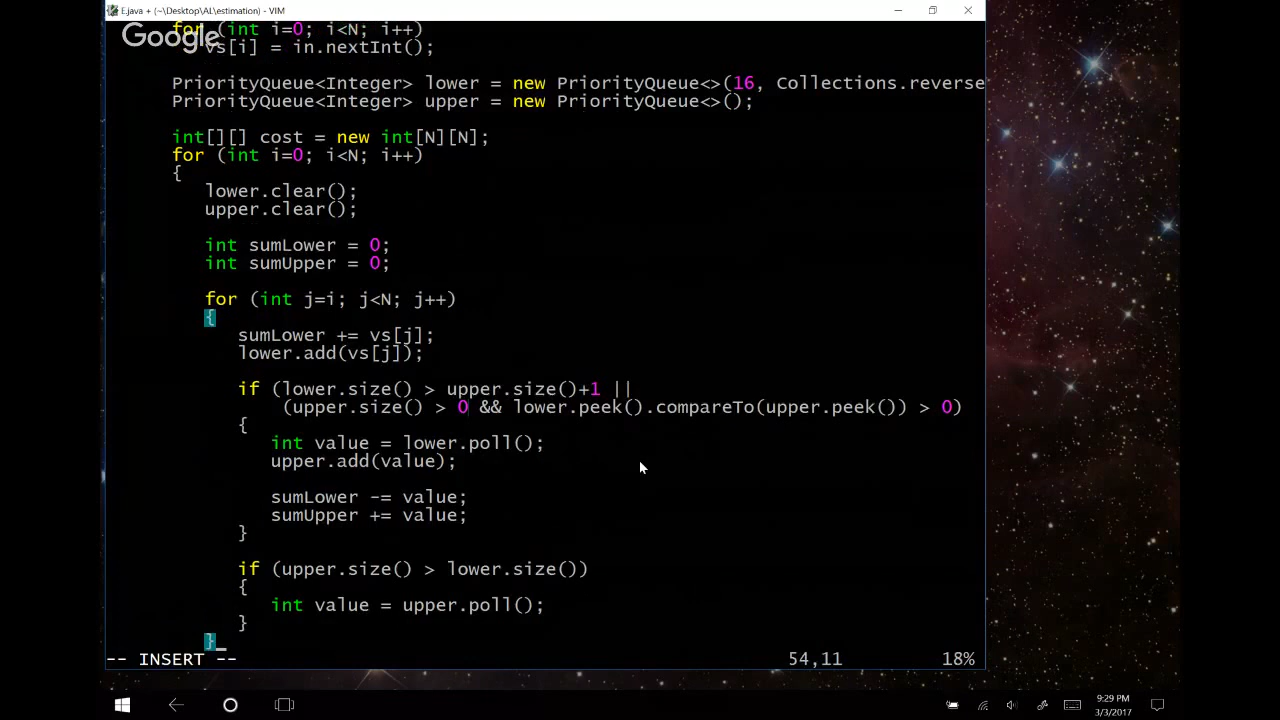 E.java + (~\Desktop\AL\estimation) - VIM
for (int i=0; i<N; i++)
Google
vs[i] = in.nextInt();
PriorityQueue<Integer> lower = new PriorityQueue<>(16, Collections.reverse
PriorityQueue<Integer> upper = new PriorityQueue<>();
int[][] cost = new int[N][N];
for (int i=0; i<N; i++)
{
lower.clear();
upper.clear();
int sumLower = 0;
int sumUpper = 0;
for (int j=i; j<N; j++)
{
sumLower += vs[j];
lower.add(vs[j]);
if (lower.size() > upper.size()+1 ||
(upper.size() > 0 && lower.peek().compareTo(upper.peek()) > 0)
{
int value = lower.poll();
upper.add(value);
sumLower -= value;
sumUpper += value;
}
if (upper.size() > lower.size())
{
int value = upper.poll();
}
}
-- INSERT --
54,11
18%
9:29 PM
3/3/2017